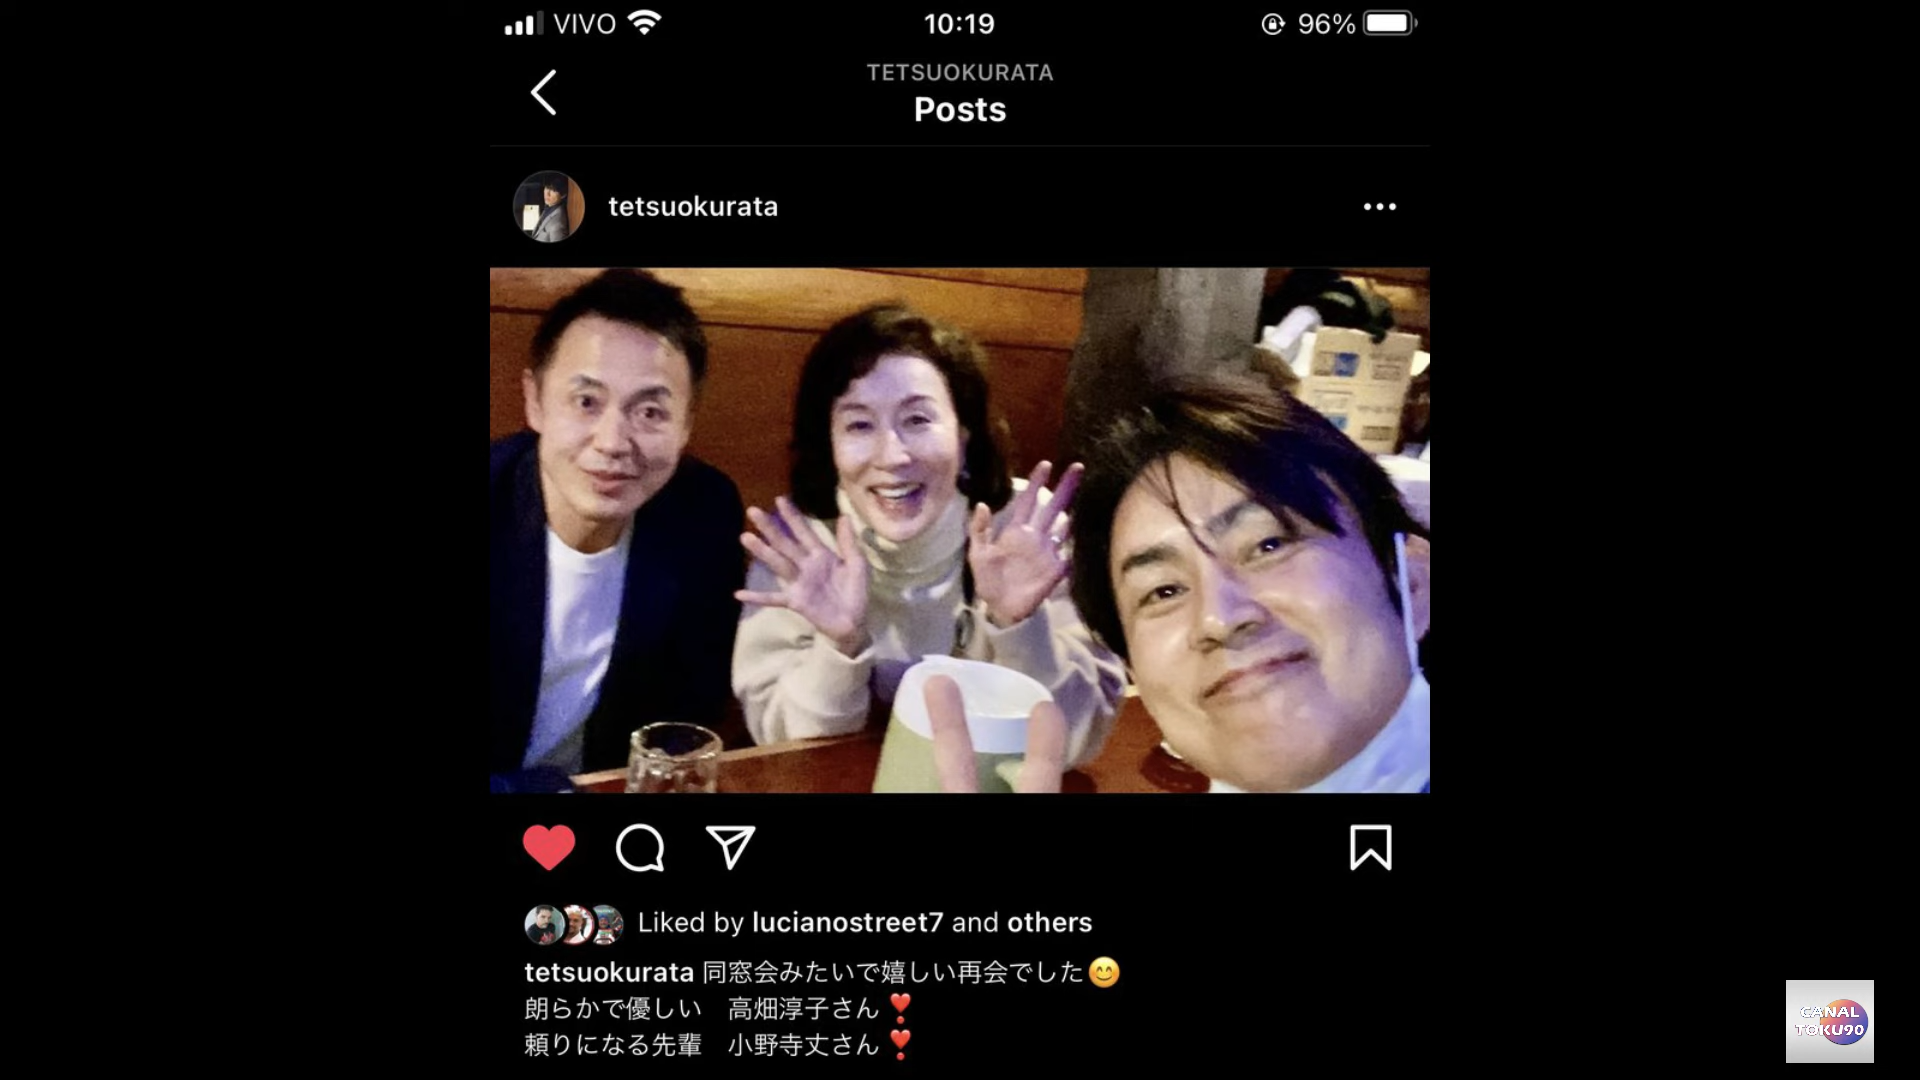 VIVO 10:19 96%
TETSUOKURATA
Posts
tetsuokurata
Liked by lucianostreet7 and others
tetsuokurata 同窓会みたいで嬉しい再会でした😊
朗らかで優しい　高畑淳子さん❣️
頼りになる先輩　小野寺丈さん❣️
CANAL
TOKU90